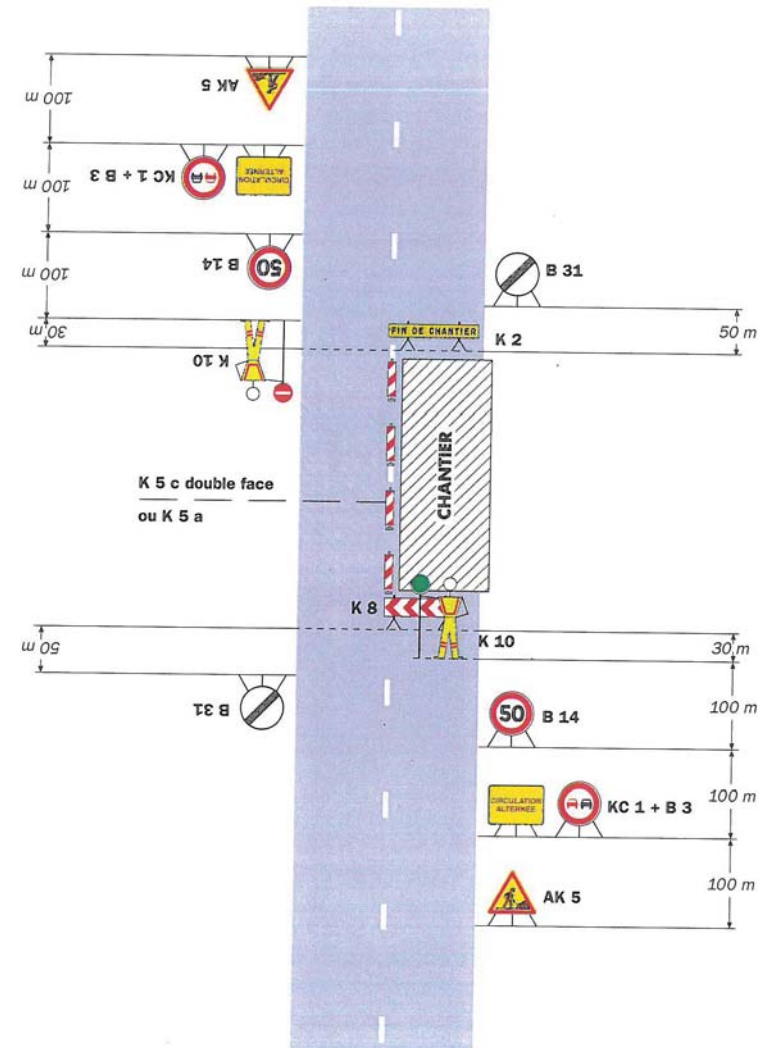 AK 5
100 m
KC 1 + B 3
CIRCULATION
ALTERNÉE
100 m
B 14
50
100 m
B 31
50 m
30 m
K 10
FIN DE CHANTIER
K 2
CHANTIER
K 5 c double face
ou K 5 a
K 8
K 10
50 m
30 m
B 31
50
B 14
100 m
CIRCULATION
ALTERNÉE
KC 1 + B 3
100 m
AK 5
100 m